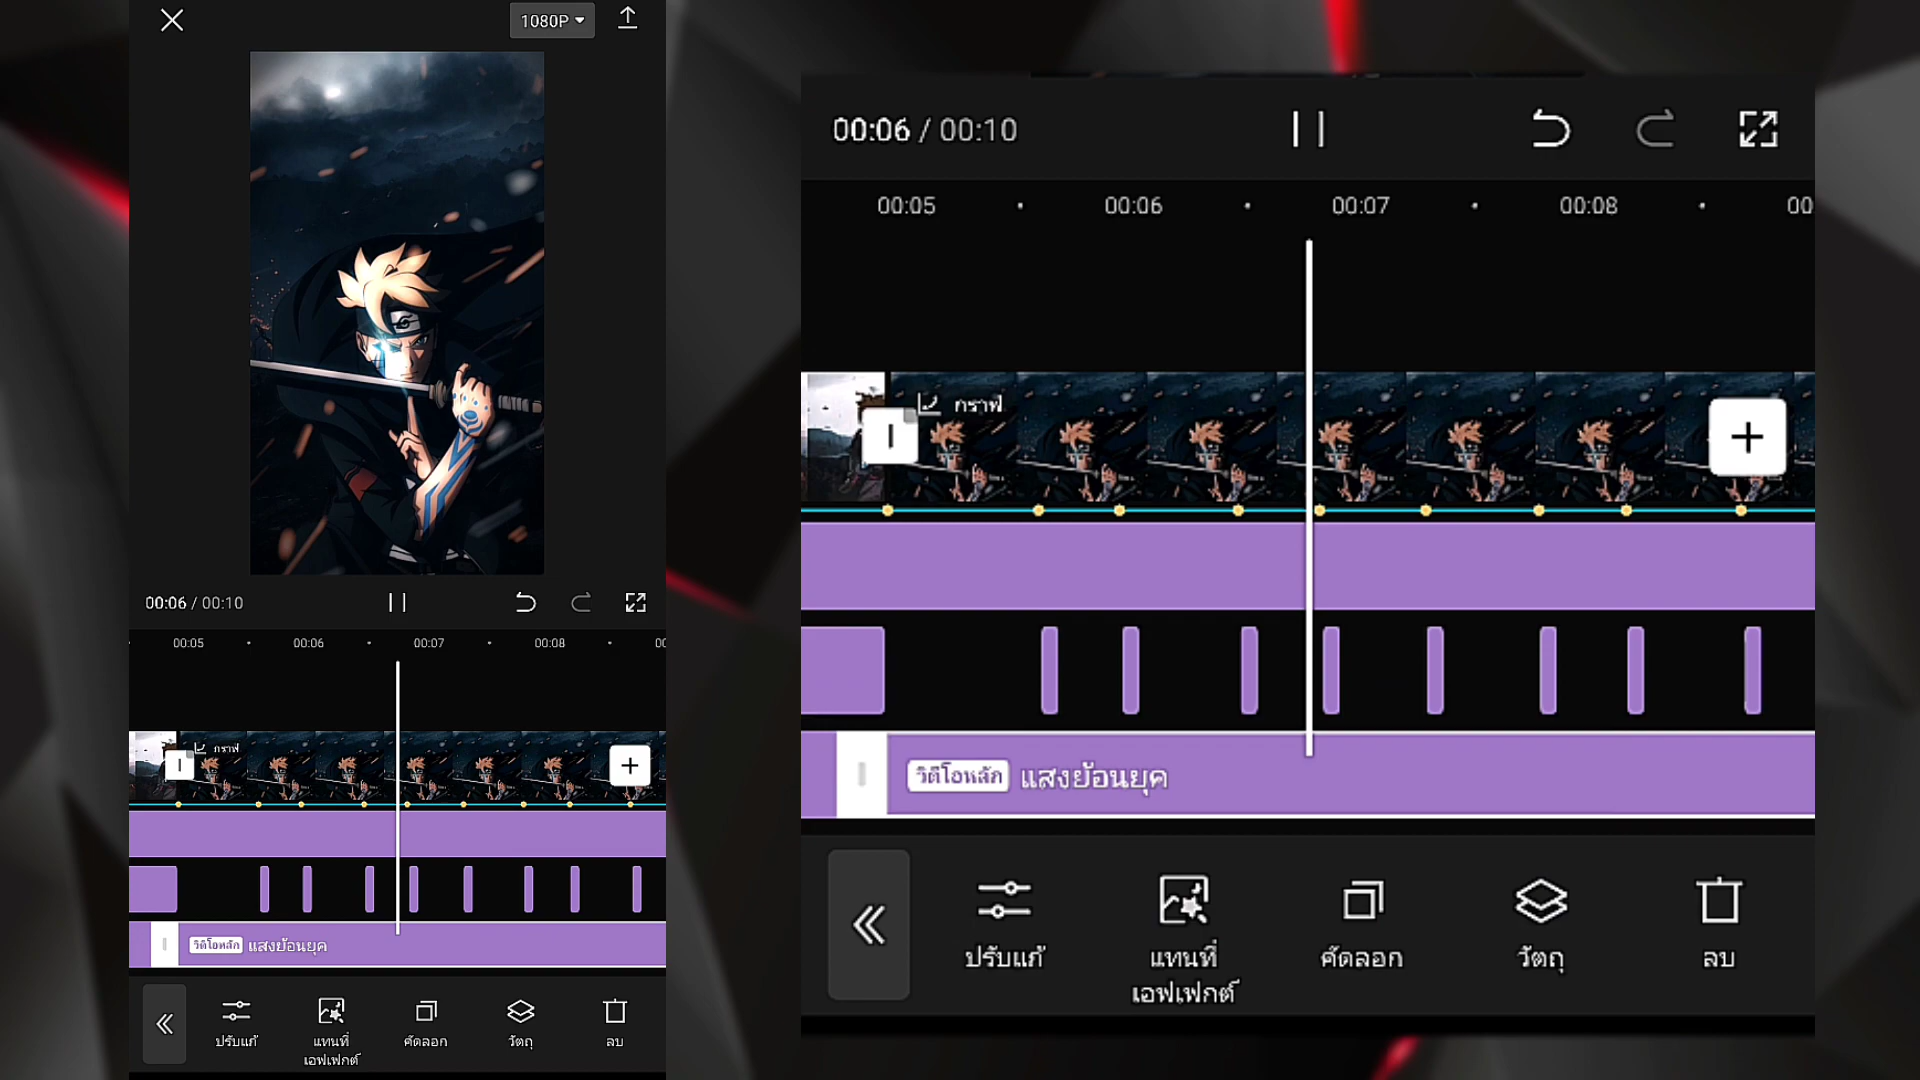 1080P
00:06 / 00:10
00:05 00:06 00:07 00:08 00
กราฟ
วิดีโอหลัก แสงย้อนยุค
ปรับแก้ แทนที่ คัดลอก วัตถุ ลบ
เอฟเฟกต์
00:06 / 00:10
00:05 00:06 00:07 00:08 00
กราฟ
วิดีโอหลัก แสงย้อนยุค
ปรับแก้ แทนที่ คัดลอก วัตถุ ลบ
เอฟเฟกต์